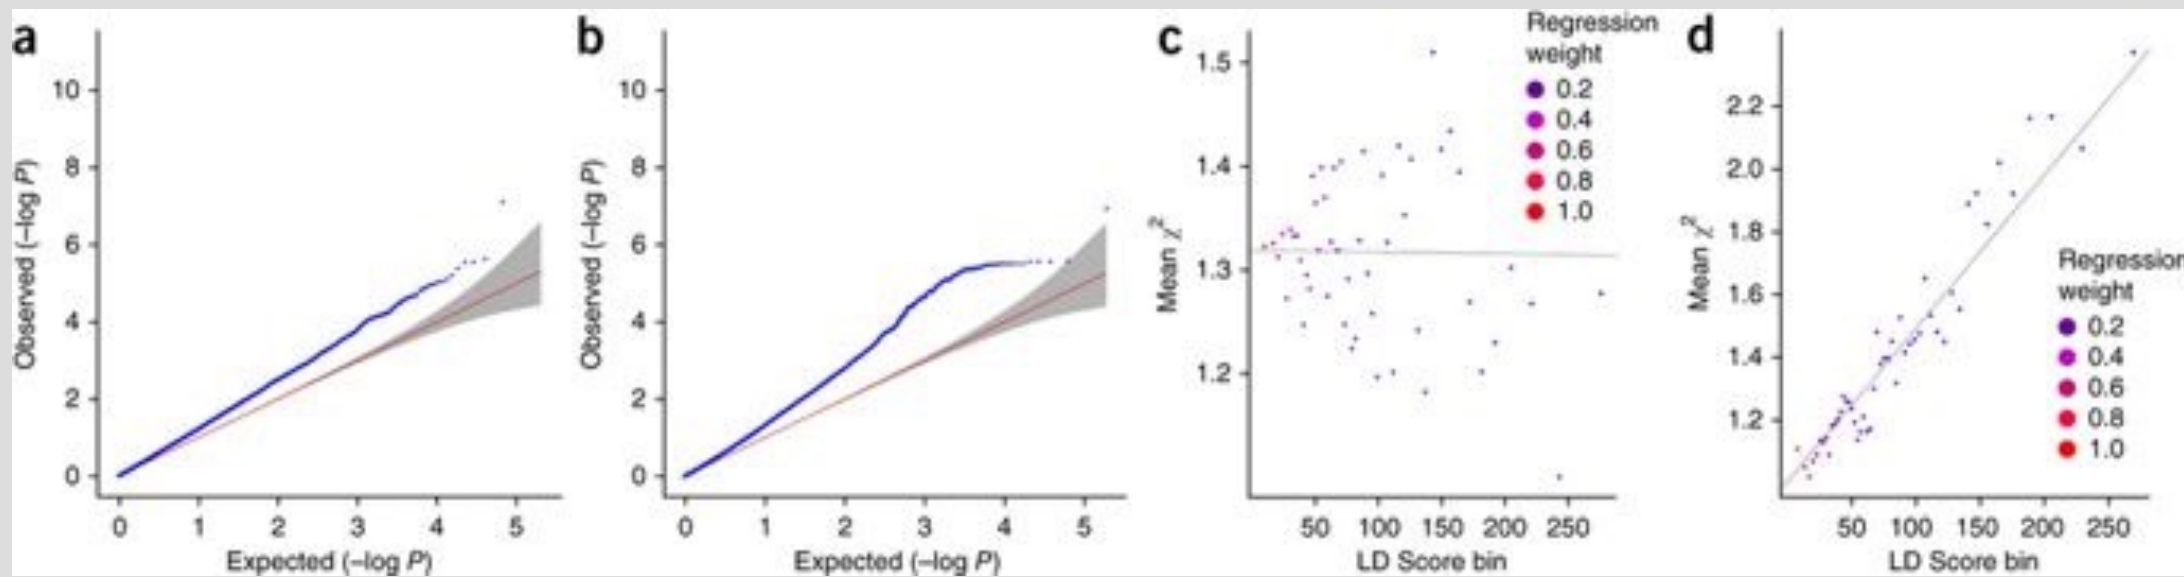 a
10
8
6
4
2
0
Observed (–log P)
0 1 2 3 4 5
Expected (–log P)
b
10
8
6
4
2
0
Observed (–log P)
0 1 2 3 4 5
Expected (–log P)
c
1.5
1.4
1.3
1.2
Mean χ²
50 100 150 200 250
LD Score bin
Regression
weight
0.2
0.4
0.6
0.8
1.0
d
2.2
2.0
1.8
1.6
1.4
1.2
Mean χ²
50 100 150 200 250
LD Score bin
Regression
weight
0.2
0.4
0.6
0.8
1.0